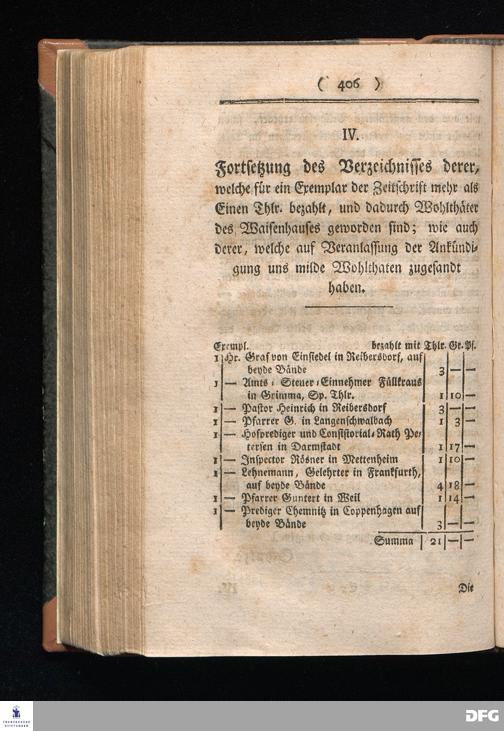 ( 406 )
IV.
Fortsetzung des Verzeichnisses derer,
welche für ein Exemplar der Zeitschrift mehr als
Einen Thlr. bezahlt, und dadurch Wohlthäter
des Waisenhauses geworden sind; wie auch
derer, welche auf Veranlassung der Ankündi-
gung uns milde Wohlthaten zugesandt
haben.
Exempl. bezahlt mit Thlr. Gr. Pf.
1 Hr. Graf von Einsiedel in Reibersdorf, auf
beyde Bände 3 — —
1 — Amts-Steuer-Einnehmer Füllkraus
in Grimma, Sp. Thlr. 1 10 —
1 — Pastor Heinrich in Reibersdorf 3 — —
1 — Pfarrer G. in Langenschwalbach 1 3 —
1 — Hofprediger und Consistorial-Rath Pe-
tersen in Darmstadt 1 17 —
1 — Inspector Rösner in Mettenheim 1 10 —
1 — Lehnemann, Gelehrter in Frankfurth,
auf beyde Bände 4 18 —
1 — Pfarrer Guntert in Weil 1 14 —
1 — Prediger Chemnitz in Coppenhagen auf
beyde Bände 3 — —
Summa 21 — —
Die
FRANCKESCHE
STIFTUNGEN
DFG